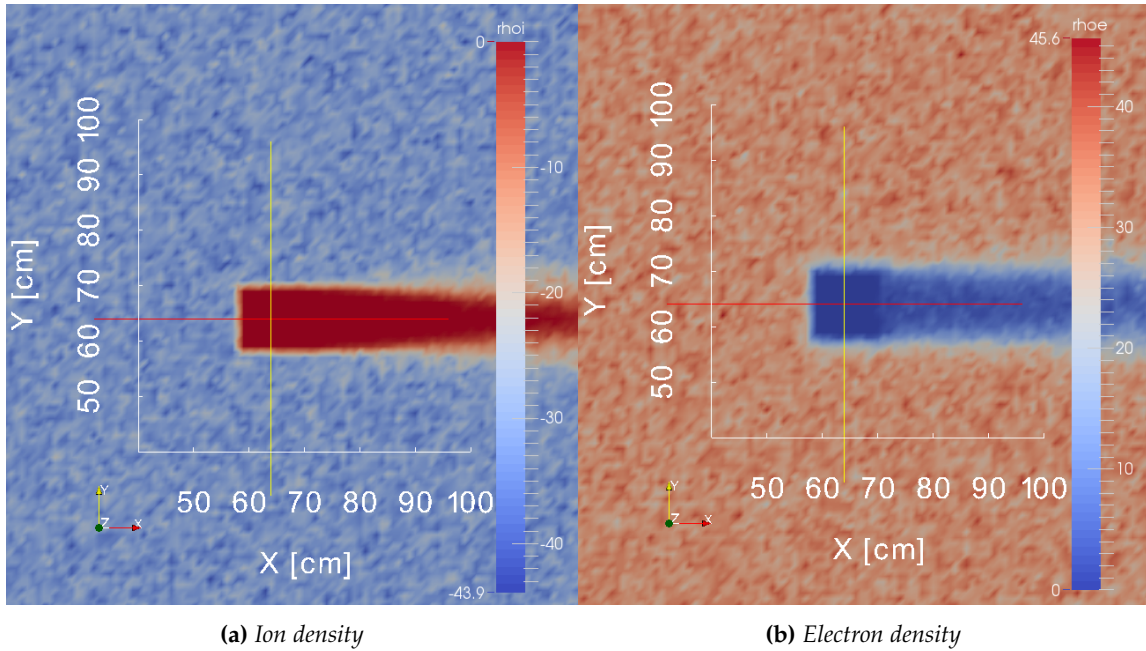 rhoi
0
-10
-20
-30
-40
-43.9
Y [cm]
100
90
80
70
60
50
50 60 70 80 90 100
X [cm]
Y
Z
X
rhoe
45.6
40
30
20
10
0
Y [cm]
100
90
80
70
60
50
50 60 70 80 90 100
X [cm]
Y
Z
X
(a) Ion density
(b) Electron density